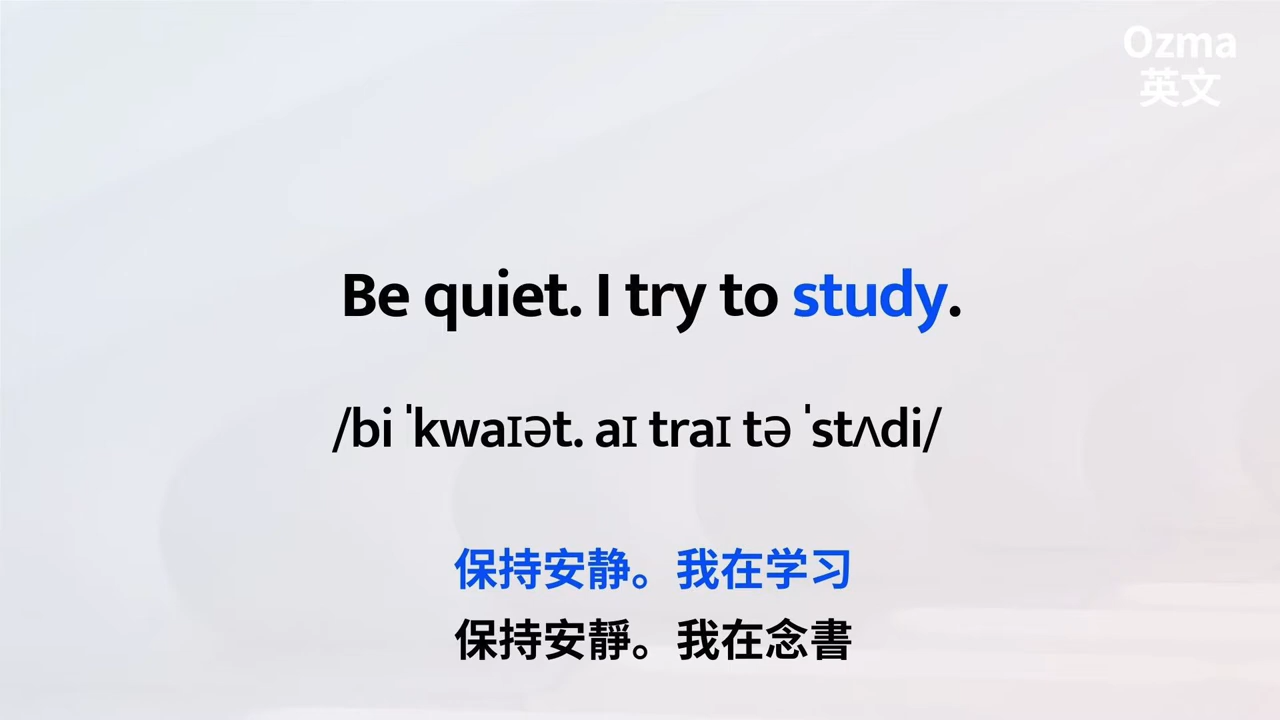 Ozma
英文
Be quiet. I try to study.
/bi ˈkwaɪət. aɪ traɪ tə ˈstʌdi/
保持安静。我在学习
保持安靜。我在念書